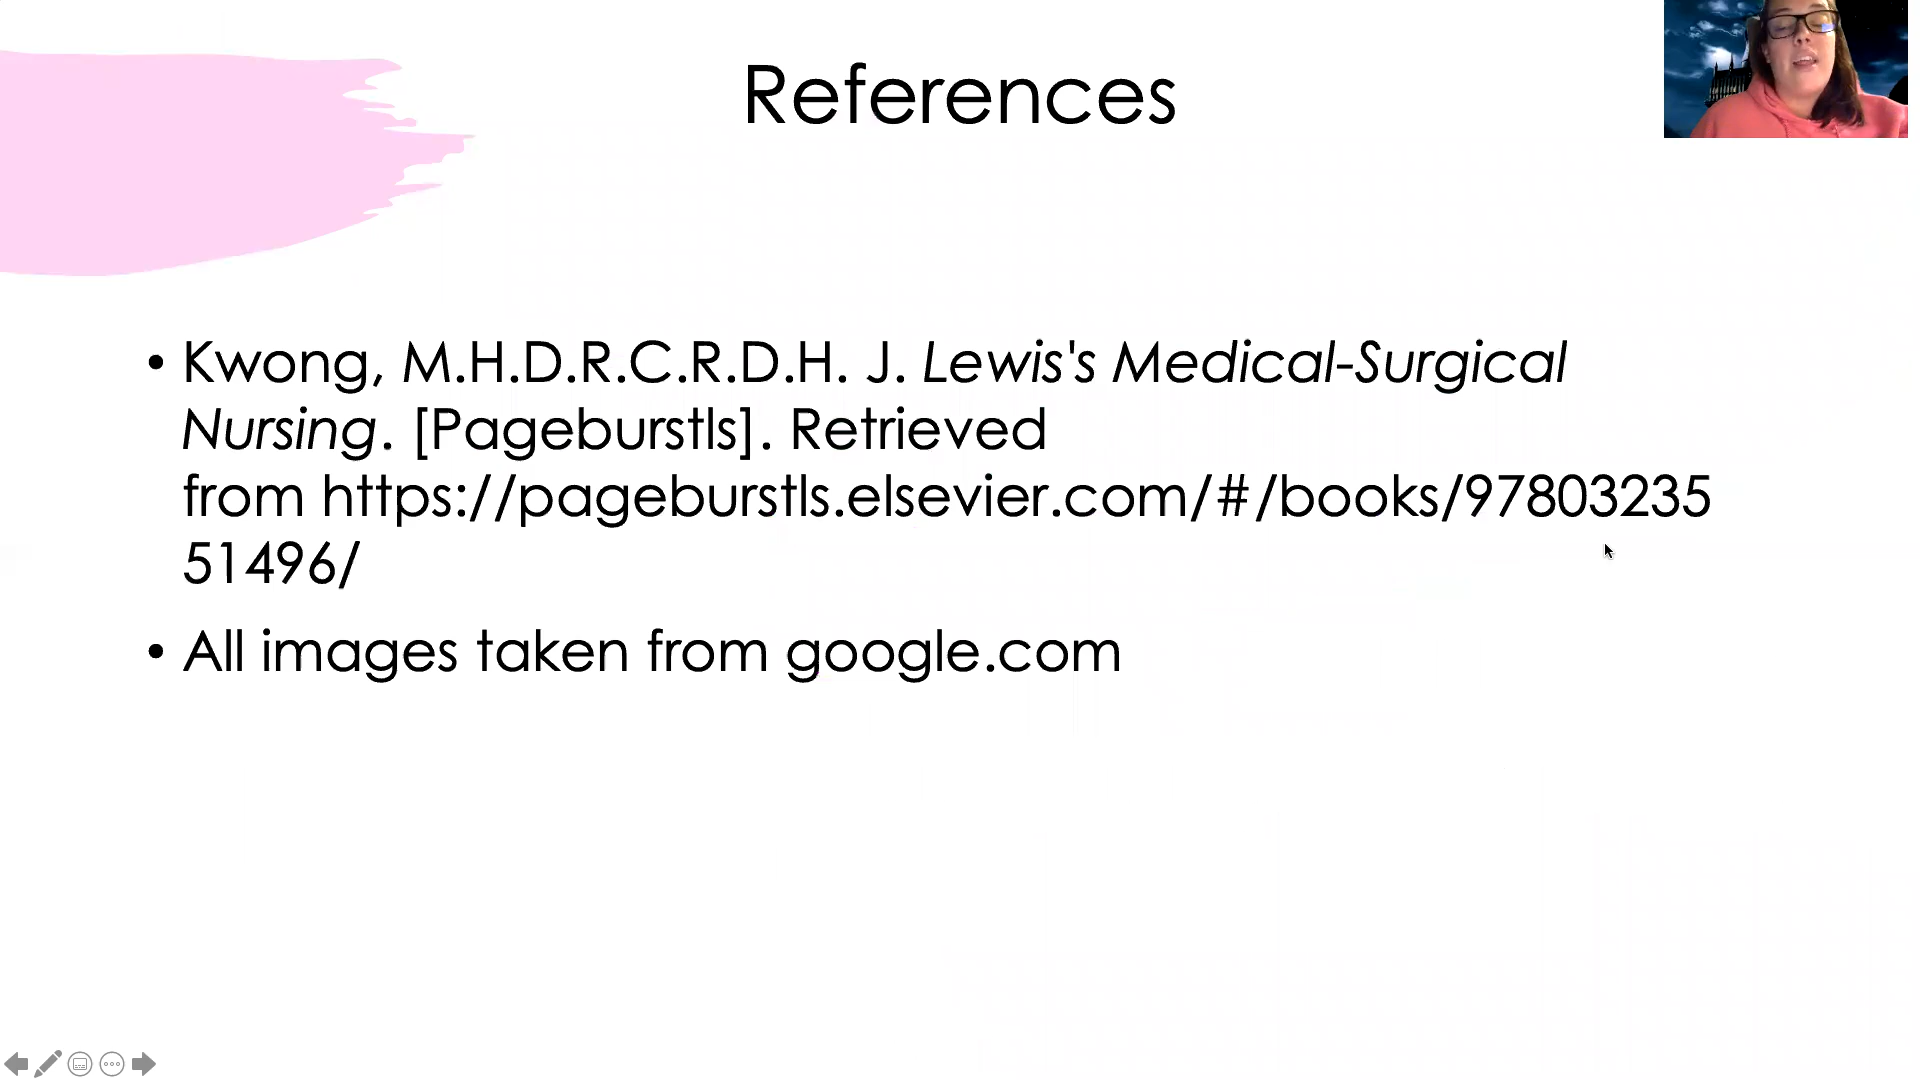 References
• Kwong, M.H.D.R.C.R.D.H. J. Lewis's Medical-Surgical
Nursing. [Pageburstls]. Retrieved
from https://pageburstls.elsevier.com/#/books/97803235
51496/
• All images taken from google.com